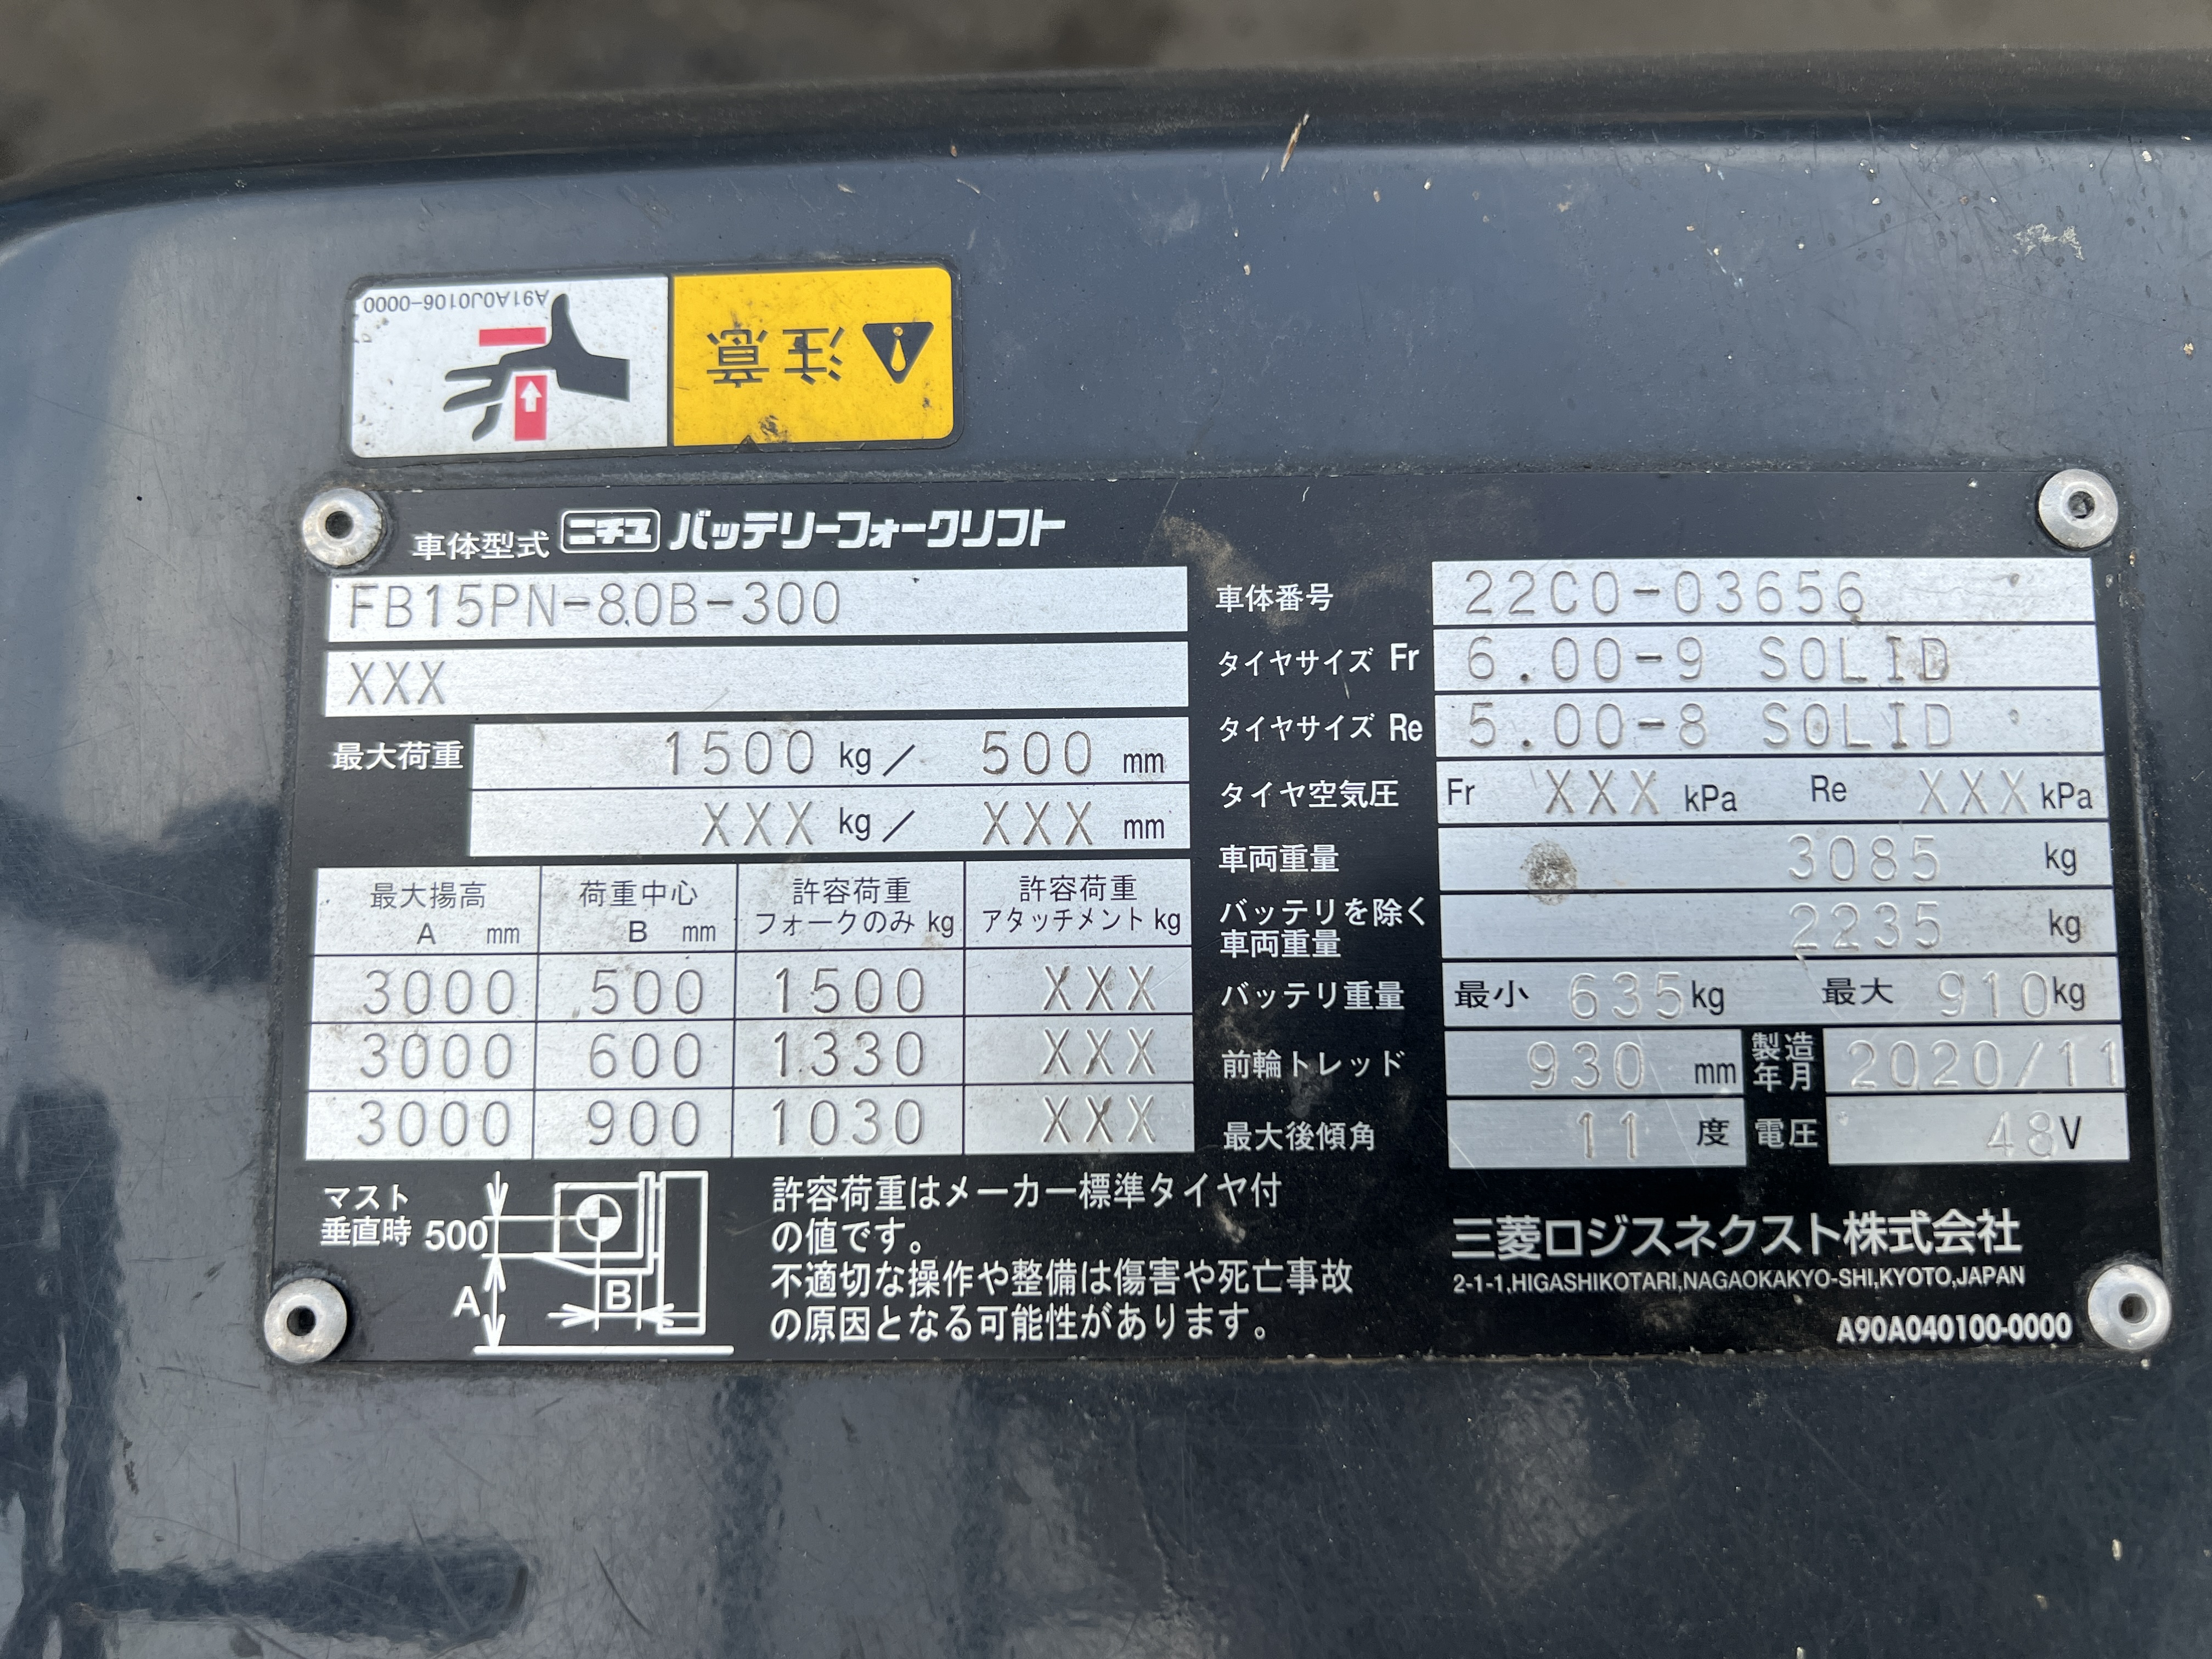 A91A0J0106-0000
注意
車体型式 ニチユ バッテリーフォークリフト
FB15PN-80B-300
XXX
最大荷重 1500 kg/ 500 mm
XXX kg/ XXX mm
最大揚高 A mm 荷重中心 B mm 許容荷重 フォークのみ kg 許容荷重 アタッチメント kg
3000 500 1500 XXX
3000 600 1330 XXX
3000 900 1030 XXX
マスト
垂直時 500
A
B
許容荷重はメーカー標準タイヤ付
の値です。
不適切な操作や整備は傷害や死亡事故
の原因となる可能性があります。
車体番号 22C0-03656
タイヤサイズ Fr 6.00-9 SOLID
タイヤサイズ Re 5.00-8 SOLID
タイヤ空気圧 Fr XXX kPa Re XXX kPa
車両重量 3085 kg
バッテリを除く
車両重量 2235 kg
バッテリ重量 最小 635 kg 最大 910 kg
前輪トレッド 930 mm 製造年月 2020/11
最大後傾角 11 度 電圧 48 V
三菱ロジスネクスト株式会社
2-1-1,HIGASHIKOTARI,NAGAOKAKYO-SHI,KYOTO,JAPAN
A90A040100-0000